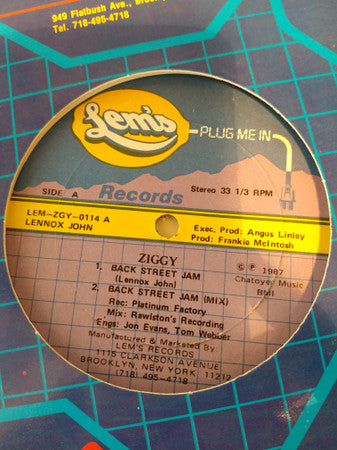 949 Flatbush Ave.,
Tel. 718-495-4718
Lem's
PLUG ME IN
SIDE A
Records
Stereo 33 1/3 RPM
LEM-ZGY-0114 A
LENNOX JOHN
Exec. Prod: Angus Linley
Prod: Frankie McIntosh
ZIGGY
1. BACK STREET JAM
(Lennox John)
2. BACK STREET JAM (MIX)
Rec: Platinum Factory
Mix: Rawlston's Recording
Engs: Jon Evans, Tom Webber
© ℗ 1987
Chatoyer Music
BMI
Manufactured & Marketed By
LEM'S RECORDS
1115 CLARKSON AVENUE
BROOKLYN, NEW YORK 11212
(718) 495-4718